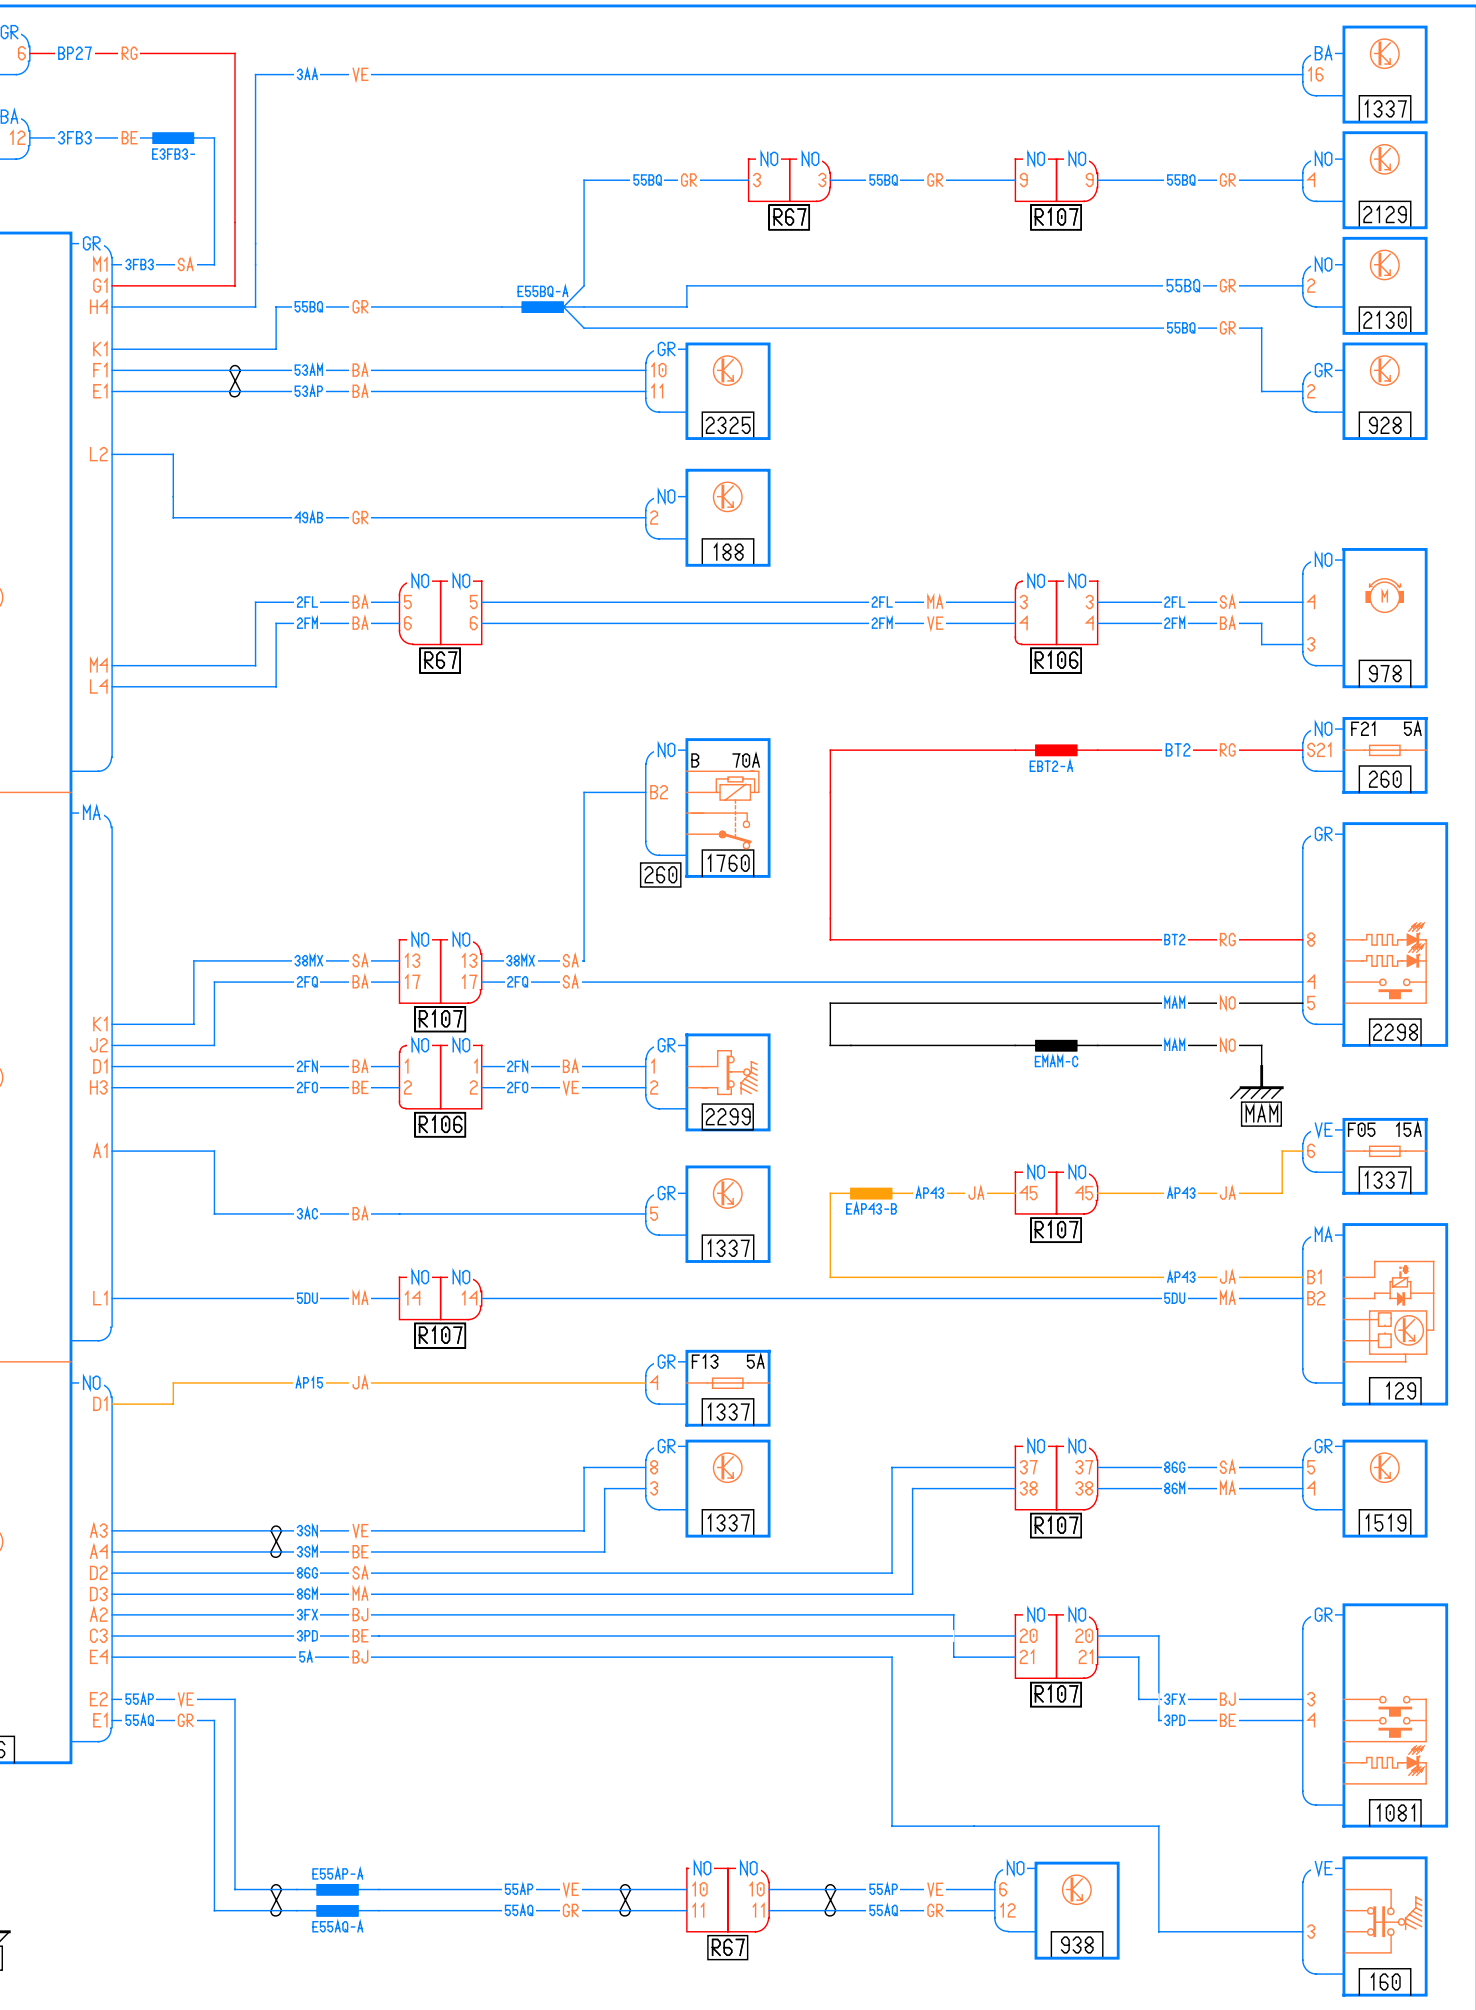 GR
6 BP27 RG
3AA VE
BA
16
1337
BA
12 3FB3 BE
E3FB3-
NO NO
55BQ GR 3 3 55BQ GR
R67
NO NO
9 9 55BQ GR
R107
NO
4
2129
GR
M1 3FB3 SA
G1
H4 55BQ GR
E55BQ-A
NO
55BQ GR 2
2130
K1
55BQ GR
F1 53AM BA
E1 53AP BA
GR
10
11
2325
GR
2
928
L2
49AB GR
NO
2
188
NO NO
2FL BA 5 5 2FL MA
2FM BA 6 6 2FM VE
R67
NO NO
3 3 2FL SA
4 4 2FM BA
R106
NO
4
3
978
M4
L4
EBT2-A
BT2 RG
NO
S21
F21 5A
260
NO
B2
B 70A
1760
260
MA
GR
BT2 RG 8
4
MAM NO 5
2298
EMAM-C
MAM NO
MAM
NO NO
38MX SA 13 13 38MX SA
2FQ BA 17 17 2FQ SA
R107
K1
J2
NO NO
D1 2FN BA 1 1 2FN BA
H3 2FO BE 2 2 2FO VE
R106
GR
1
2
2299
A1
3AC BA
GR
5
1337
VE
6
F05 15A
1337
EAP43-B
AP43 JA
NO NO
45 45 AP43 JA
R107
MA
AP43 JA B1
5DU MA B2
129
NO NO
L1 5DU MA 14 14
R107
NO
D1 AP15 JA
GR
4
F13 5A
1337
GR
8
3
1337
NO NO
37 37 86G SA
38 38 86M MA
R107
GR
5
4
1519
A3 3SN VE
A4 3SM BE
D2 86G SA
D3 86M MA
A2 3FX BJ
C3 3PD BE
E4 5A BJ
NO NO
20 20
21 21
R107
GR
3FX BJ 3
3PD BE 4
1081
E2 55AP VE
E1 55AQ GR
6
E55AP-A
E55AQ-A
55AP VE
55AQ GR
NO NO
10 10 55AP VE
11 11 55AQ GR
R67
NO
6
12
938
VE
3
160
M